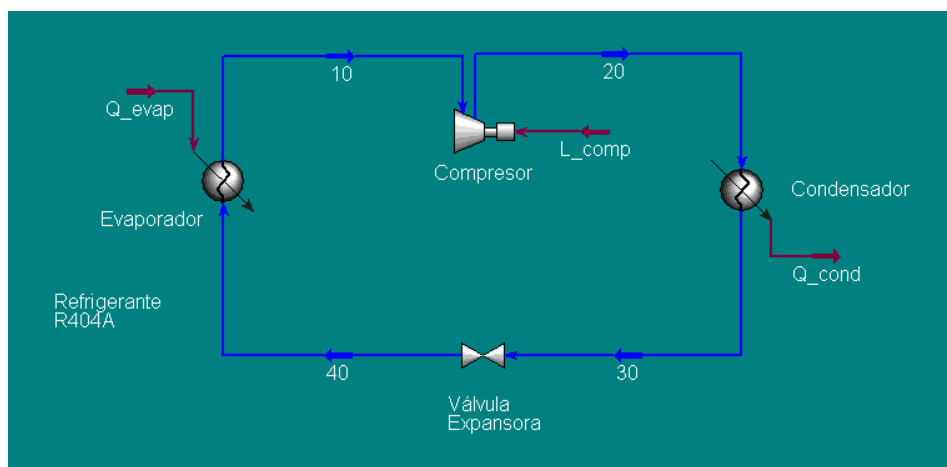 10
20
Q_evap
L_comp
Compresor
Condensador
Evaporador
Q_cond
Refrigerante
R404A
40
30
Válvula
Expansora